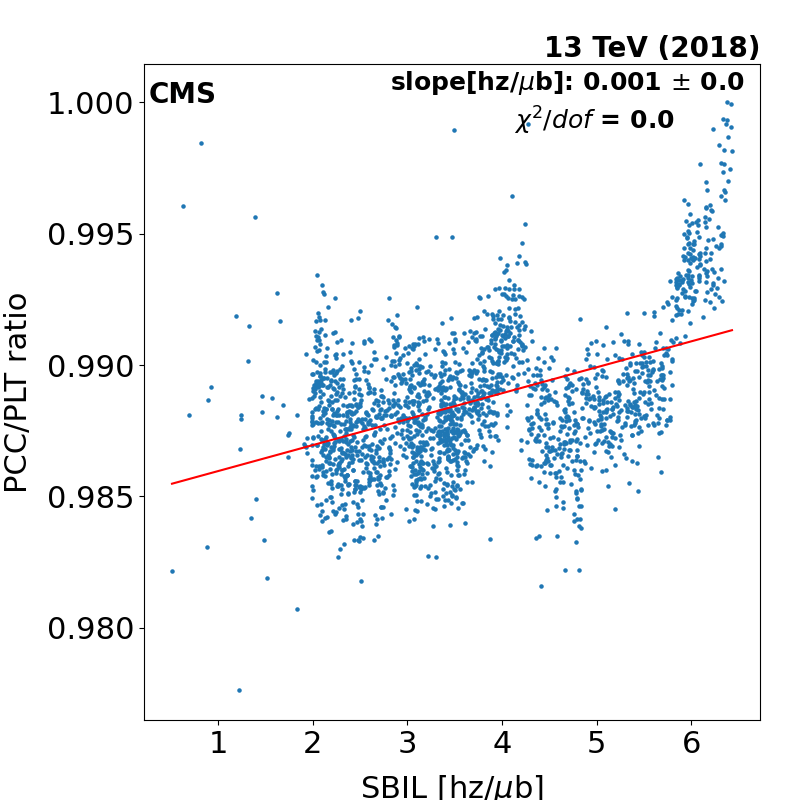 13 TeV (2018)
CMS
slope[hz/μb]: 0.001 ± 0.0
χ²/dof = 0.0
1.000
0.995
0.990
0.985
0.980
PCC/PLT ratio
1 2 3 4 5 6
SBIL [hz/μb]